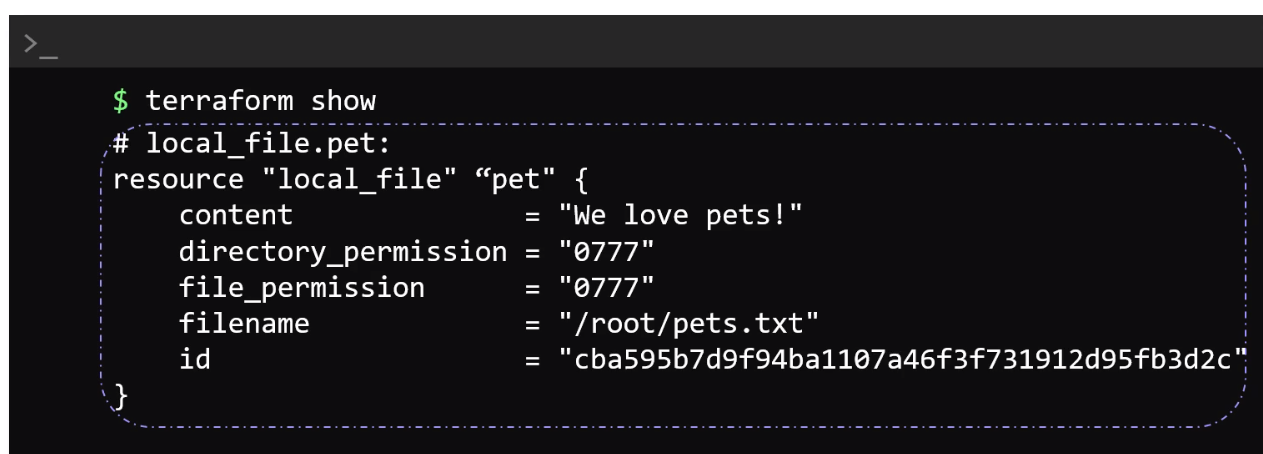 >_
$ terraform show
# local_file.pet:
resource "local_file" “pet" {
    content              = "We love pets!"
    directory_permission = "0777"
    file_permission      = "0777"
    filename             = "/root/pets.txt"
    id                   = "cba595b7d9f94ba1107a46f3f731912d95fb3d2c"
}